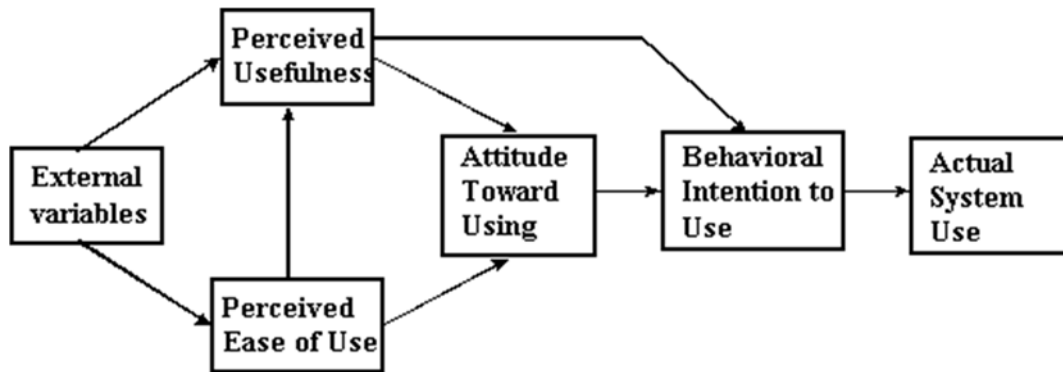 Perceived
Usefulness
External
variables
Perceived
Ease of Use
Attitude
Toward
Using
Behavioral
Intention to
Use
Actual
System
Use